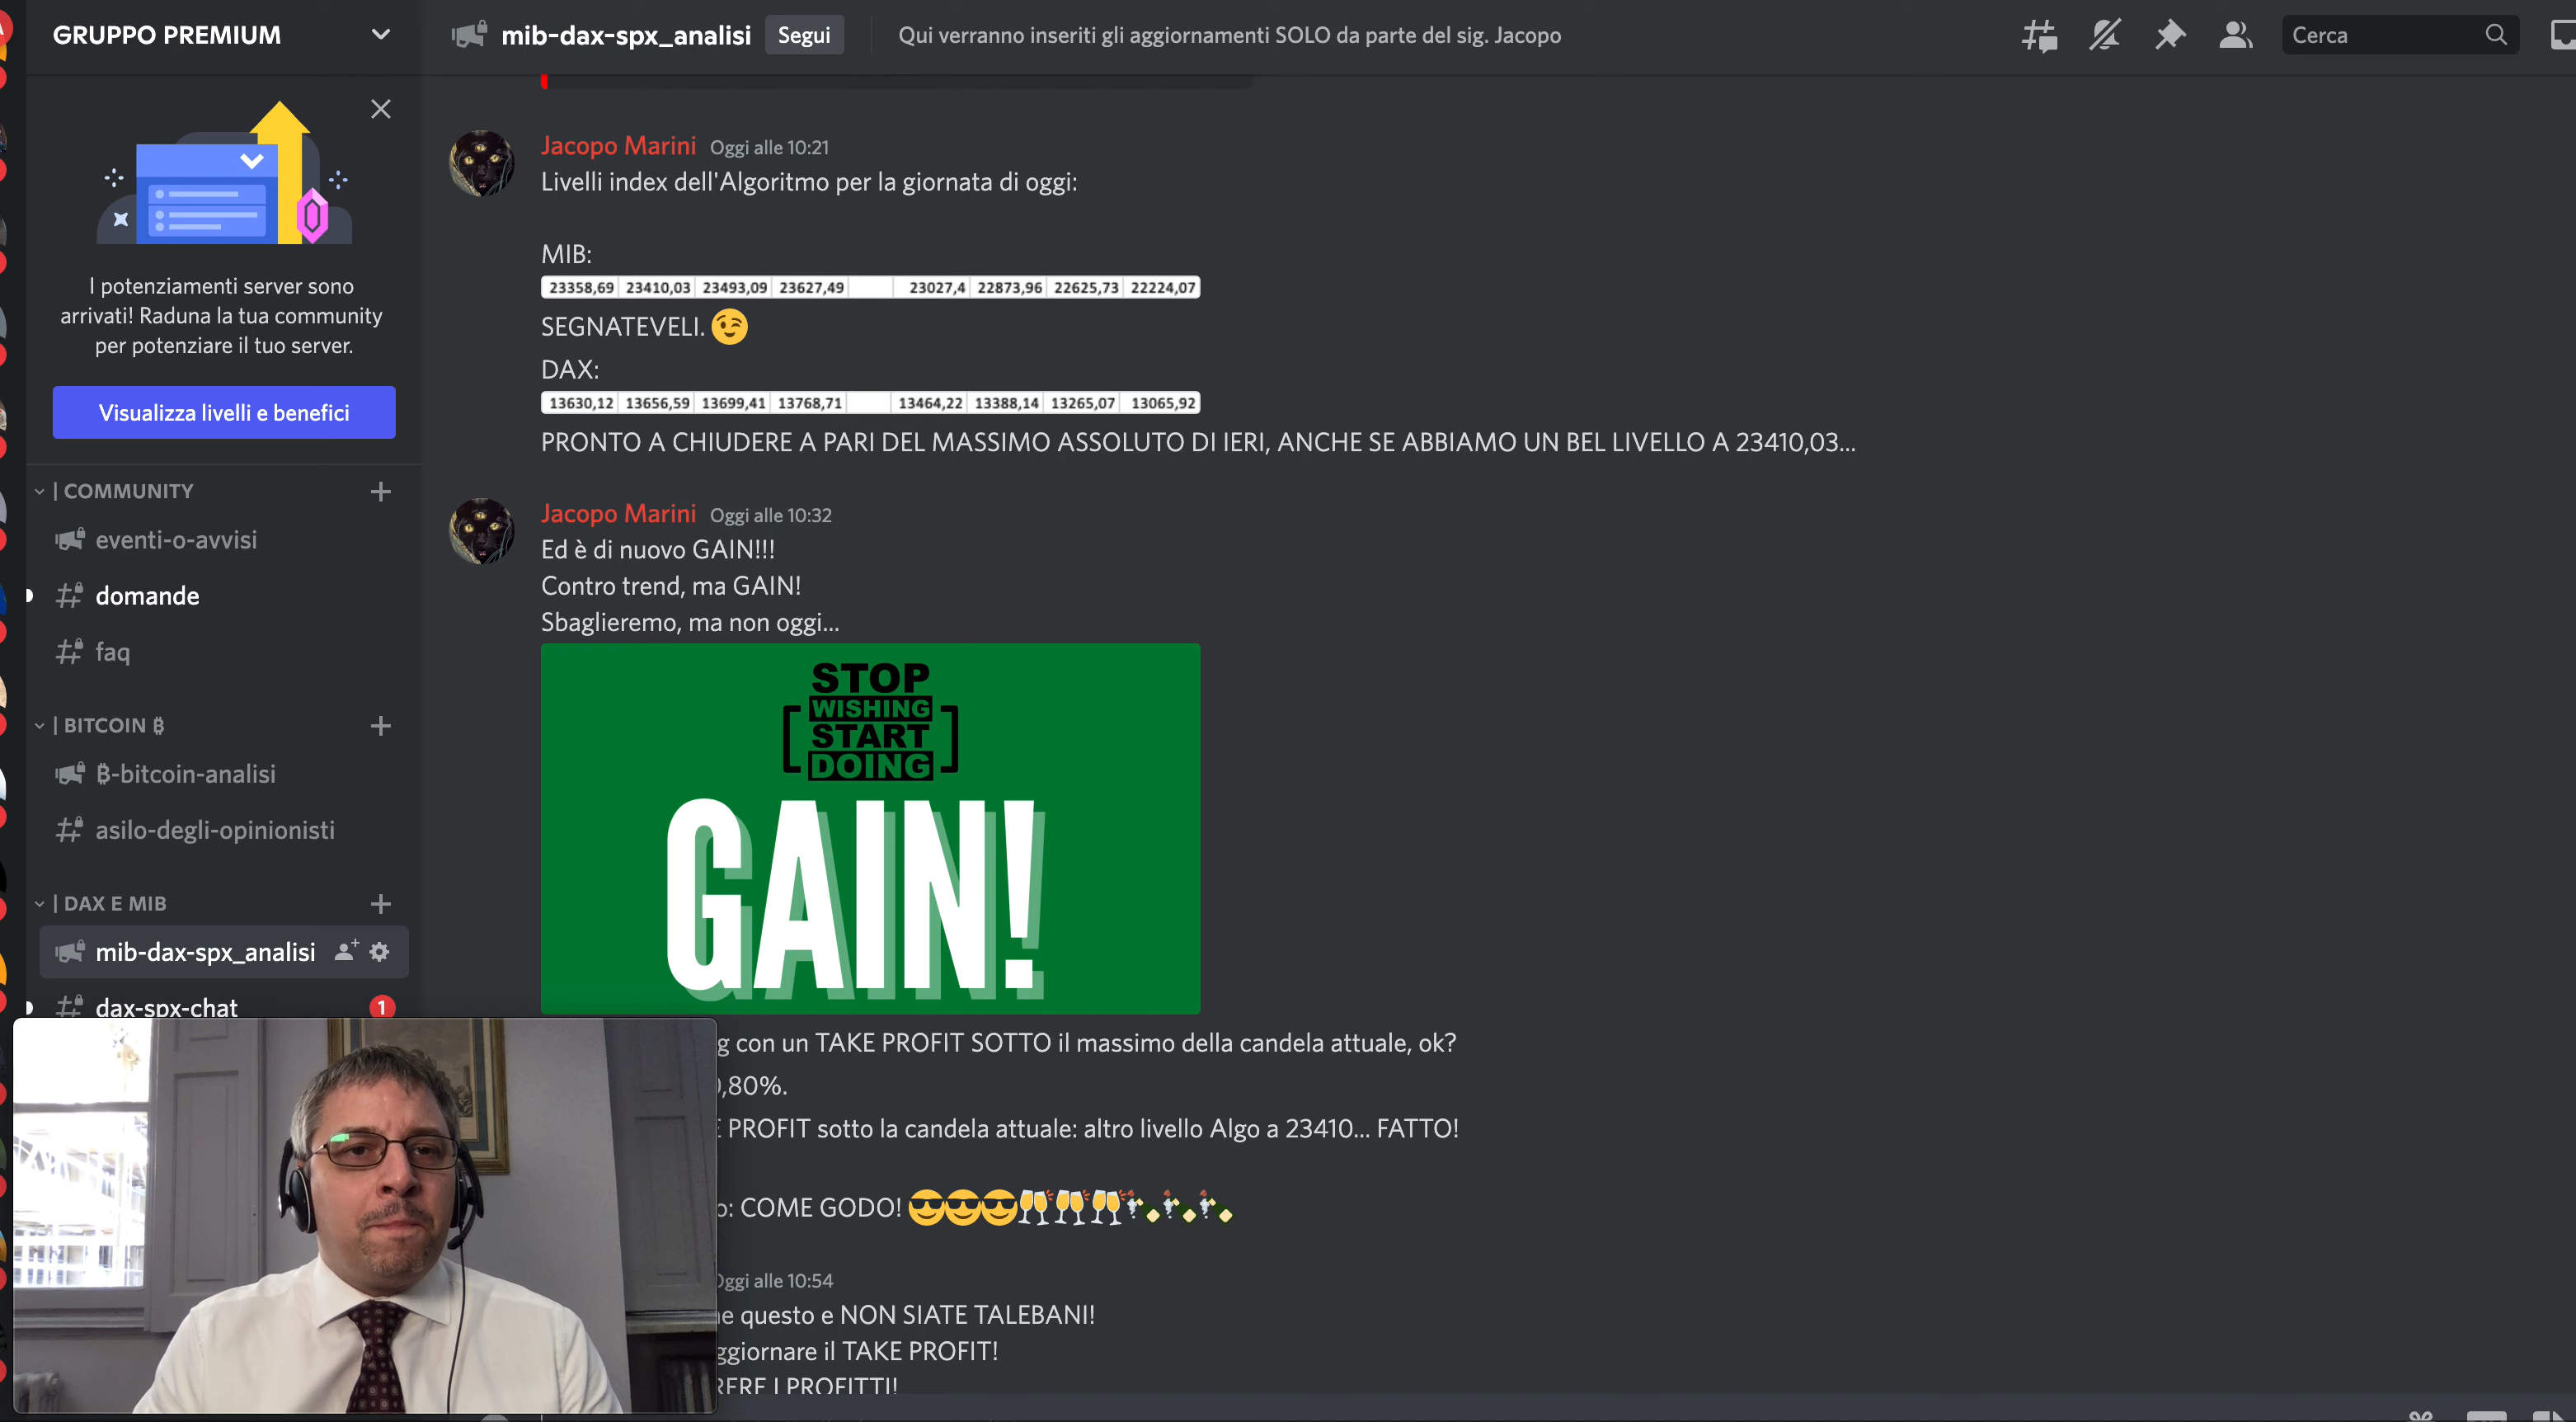 GRUPPO PREMIUM
mib-dax-spx_analisi
Segui
Qui verranno inseriti gli aggiornamenti SOLO da parte del sig. Jacopo
Cerca
I potenziamenti server sono
arrivati! Raduna la tua community
per potenziare il tuo server.
Visualizza livelli e benefici
| COMMUNITY
eventi-o-avvisi
domande
faq
| BITCOIN ₿
₿-bitcoin-analisi
asilo-degli-opinionisti
| DAX E MIB
mib-dax-spx_analisi
dax-spx-chat 1
Jacopo Marini Oggi alle 10:21
Livelli index dell'Algoritmo per la giornata di oggi:
MIB:
23358,69 23410,03 23493,09 23627,49 23027,4 22873,96 22625,73 22224,07
SEGNATEVELI. 😉
DAX:
13630,12 13656,59 13699,41 13768,71 13464,22 13388,14 13265,07 13065,92
PRONTO A CHIUDERE A PARI DEL MASSIMO ASSOLUTO DI IERI, ANCHE SE ABBIAMO UN BEL LIVELLO A 23410,03...
Jacopo Marini Oggi alle 10:32
Ed è di nuovo GAIN!!!
Contro trend, ma GAIN!
Sbaglieremo, ma non oggi...
STOP
WISHING
START
DOING
GAIN!
con un TAKE PROFIT SOTTO il massimo della candela attuale, ok?
,80%.
PROFIT sotto la candela attuale: altro livello Algo a 23410... FATTO!
: COME GODO! 😎😎😎🥂🥂🥂🍾🍾🍾
Oggi alle 10:54
questo e NON SIATE TALEBANI!
ggiornare il TAKE PROFIT!
I PROFITTI!